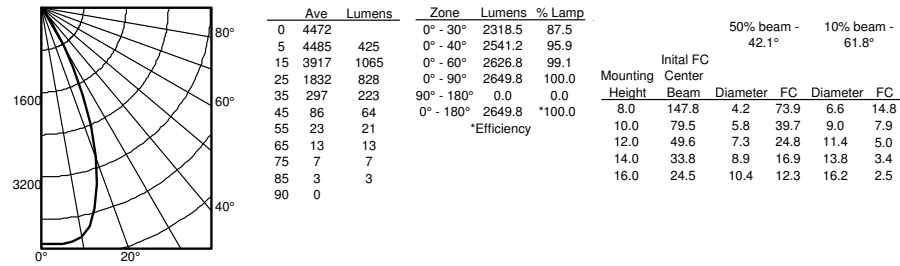 80°
60°
40°
1600
3200
0° 20°
Ave Lumens
0 4472
5 4485 425
15 3917 1065
25 1832 828
35 297 223
45 86 64
55 23 21
65 13 13
75 7 7
85 3 3
90 0
Zone Lumens % Lamp
0° - 30° 2318.5 87.5
0° - 40° 2541.2 95.9
0° - 60° 2626.8 99.1
0° - 90° 2649.8 100.0
90° - 180° 0.0 0.0
0° - 180° 2649.8 *100.0
*Efficiency
50% beam - 10% beam -
42.1° 61.8°
Inital FC
Mounting Center
Height Beam Diameter FC Diameter FC
8.0 147.8 4.2 73.9 6.6 14.8
10.0 79.5 5.8 39.7 9.0 7.9
12.0 49.6 7.3 24.8 11.4 5.0
14.0 33.8 8.9 16.9 13.8 3.4
16.0 24.5 10.4 12.3 16.2 2.5